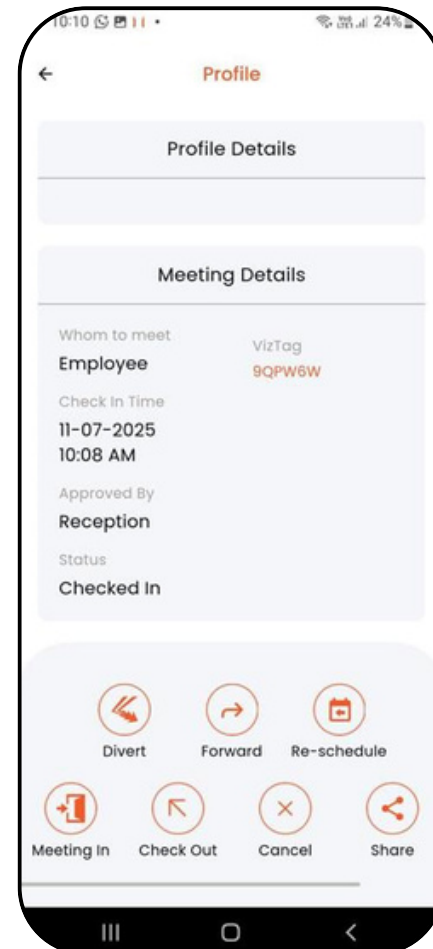 10:10 24%
Profile
Profile Details
Meeting Details
Whom to meet
Employee
VizTag
9QPW6W
Check In Time
11-07-2025
10:08 AM
Approved By
Reception
Status
Checked In
Divert Forward Re-schedule
Meeting In Check Out Cancel Share